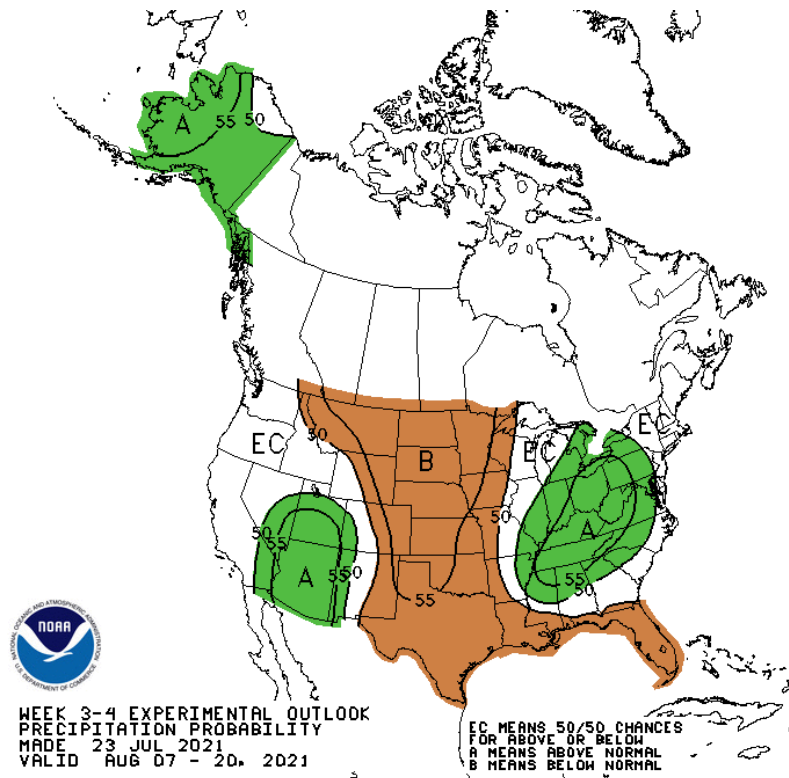 A
55
50
50
EC
B
EC
EC
50
55
A
55
50
50
55
A
55
50
NATIONAL OCEANIC AND ATMOSPHERIC ADMINISTRATION
NOAA
U.S. DEPARTMENT OF COMMERCE
WEEK 3-4 EXPERIMENTAL OUTLOOK
PRECIPITATION PROBABILITY
MADE 23 JUL 2021
VALID AUG 07 - 20, 2021
EC MEANS 50/50 CHANCES
FOR ABOVE OR BELOW
A MEANS ABOVE NORMAL
B MEANS BELOW NORMAL